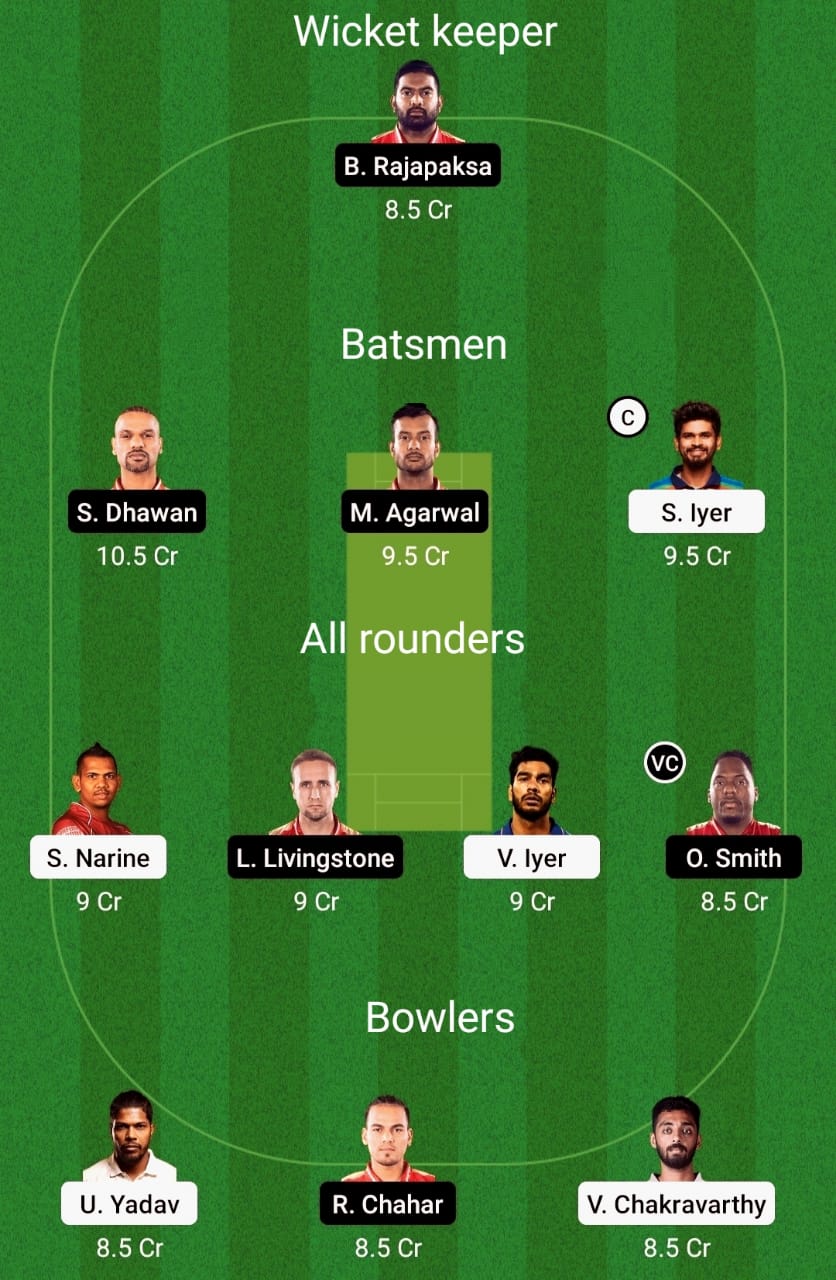 Wicket keeper
B. Rajapaksa
8.5 Cr
Batsmen
C
S. Dhawan
M. Agarwal
S. Iyer
10.5 Cr
9.5 Cr
9.5 Cr
All rounders
VC
S. Narine
L. Livingstone
V. Iyer
O. Smith
9 Cr
9 Cr
9 Cr
8.5 Cr
Bowlers
U. Yadav
R. Chahar
V. Chakravarthy
8.5 Cr
8.5 Cr
8.5 Cr